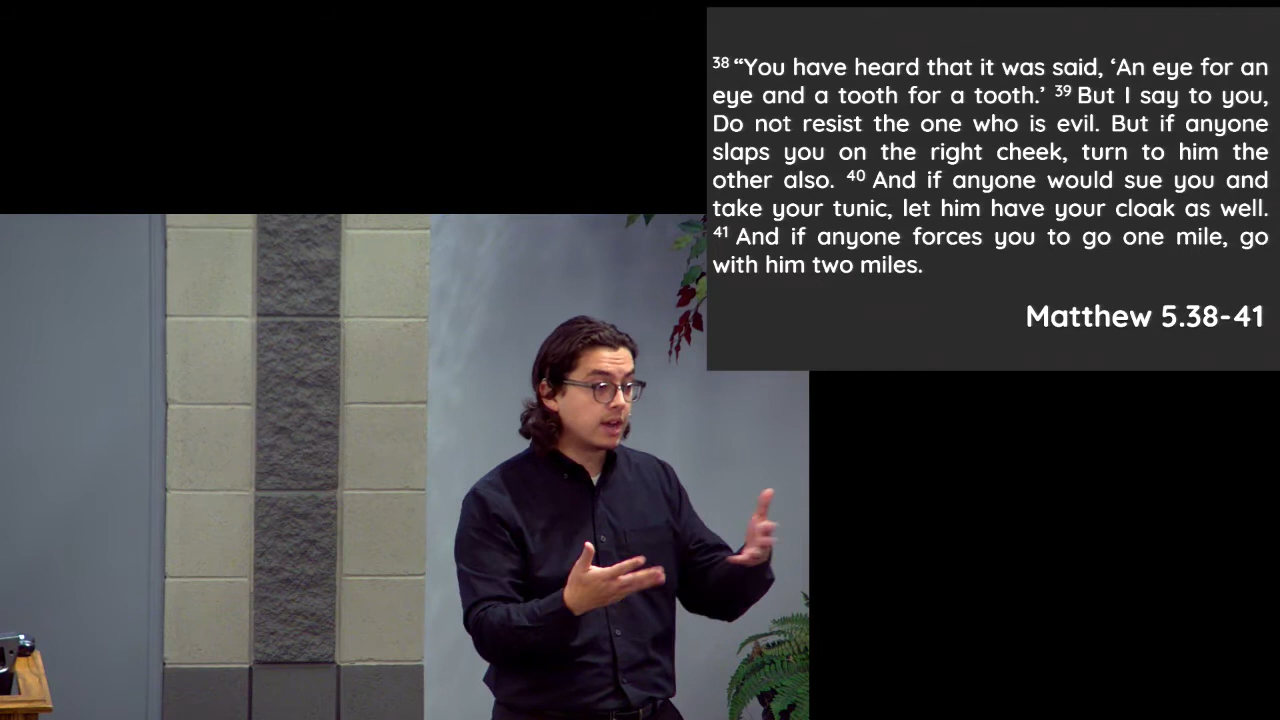 38 “You have heard that it was said, ‘An eye for an
eye and a tooth for a tooth.’ 39 But I say to you,
Do not resist the one who is evil. But if anyone
slaps you on the right cheek, turn to him the
other also. 40 And if anyone would sue you and
take your tunic, let him have your cloak as well.
41 And if anyone forces you to go one mile, go
with him two miles.
Matthew 5.38-41